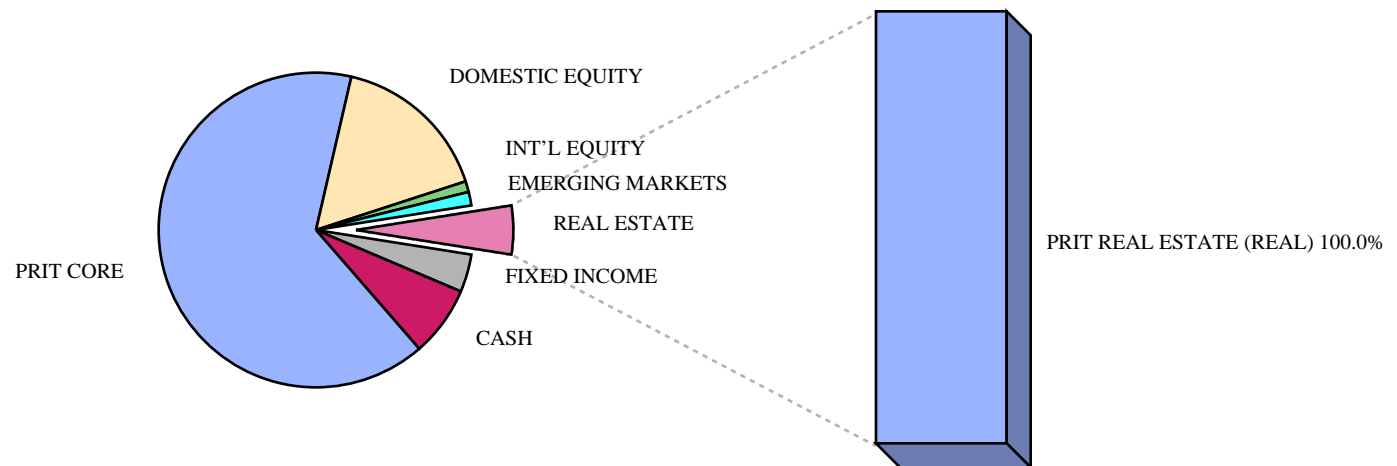 DOMESTIC EQUITY
INT'L EQUITY
EMERGING MARKETS
REAL ESTATE
PRIT REAL ESTATE (REAL) 100.0%
PRIT CORE
FIXED INCOME
CASH